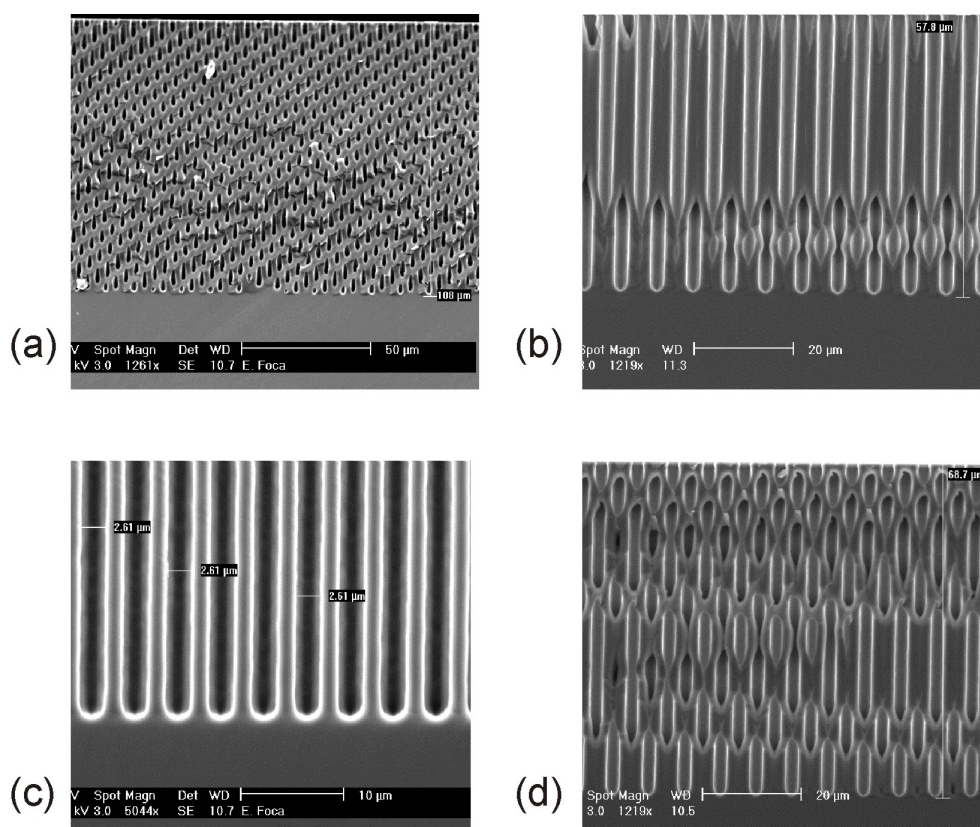 108 µm
(a)
V Spot Magn Det WD 50 µm
kV 3.0 1261x SE 10.7 E. Foca
57.8 µm
(b)
Spot Magn WD 20 µm
3.0 1219x 11.3
2.61 µm
2.61 µm
2.61 µm
(c)
V Spot Magn Det WD 10 µm
kV 3.0 5044x SE 10.7 E. Foca
68.7 µm
(d)
Spot Magn WD 20 µm
3.0 1219x 10.5